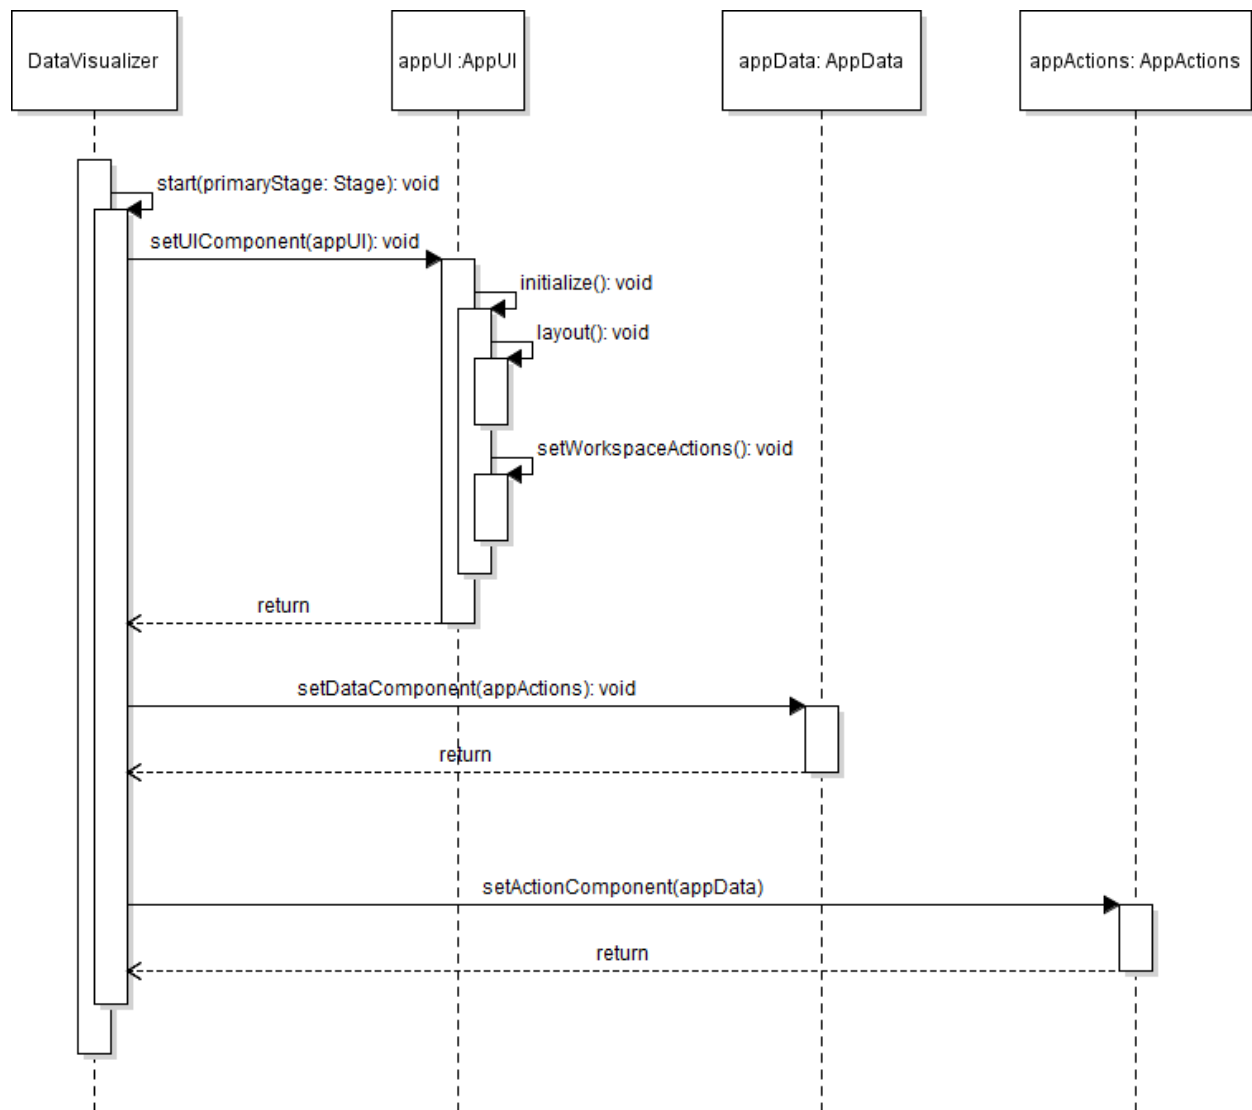 DataVisualizer
appUI :AppUI
appData: AppData
appActions: AppActions
start(primaryStage: Stage): void
setUIComponent(appUI): void
initialize(): void
layout(): void
setWorkspaceActions(): void
return
setDataComponent(appActions): void
return
setActionComponent(appData)
return